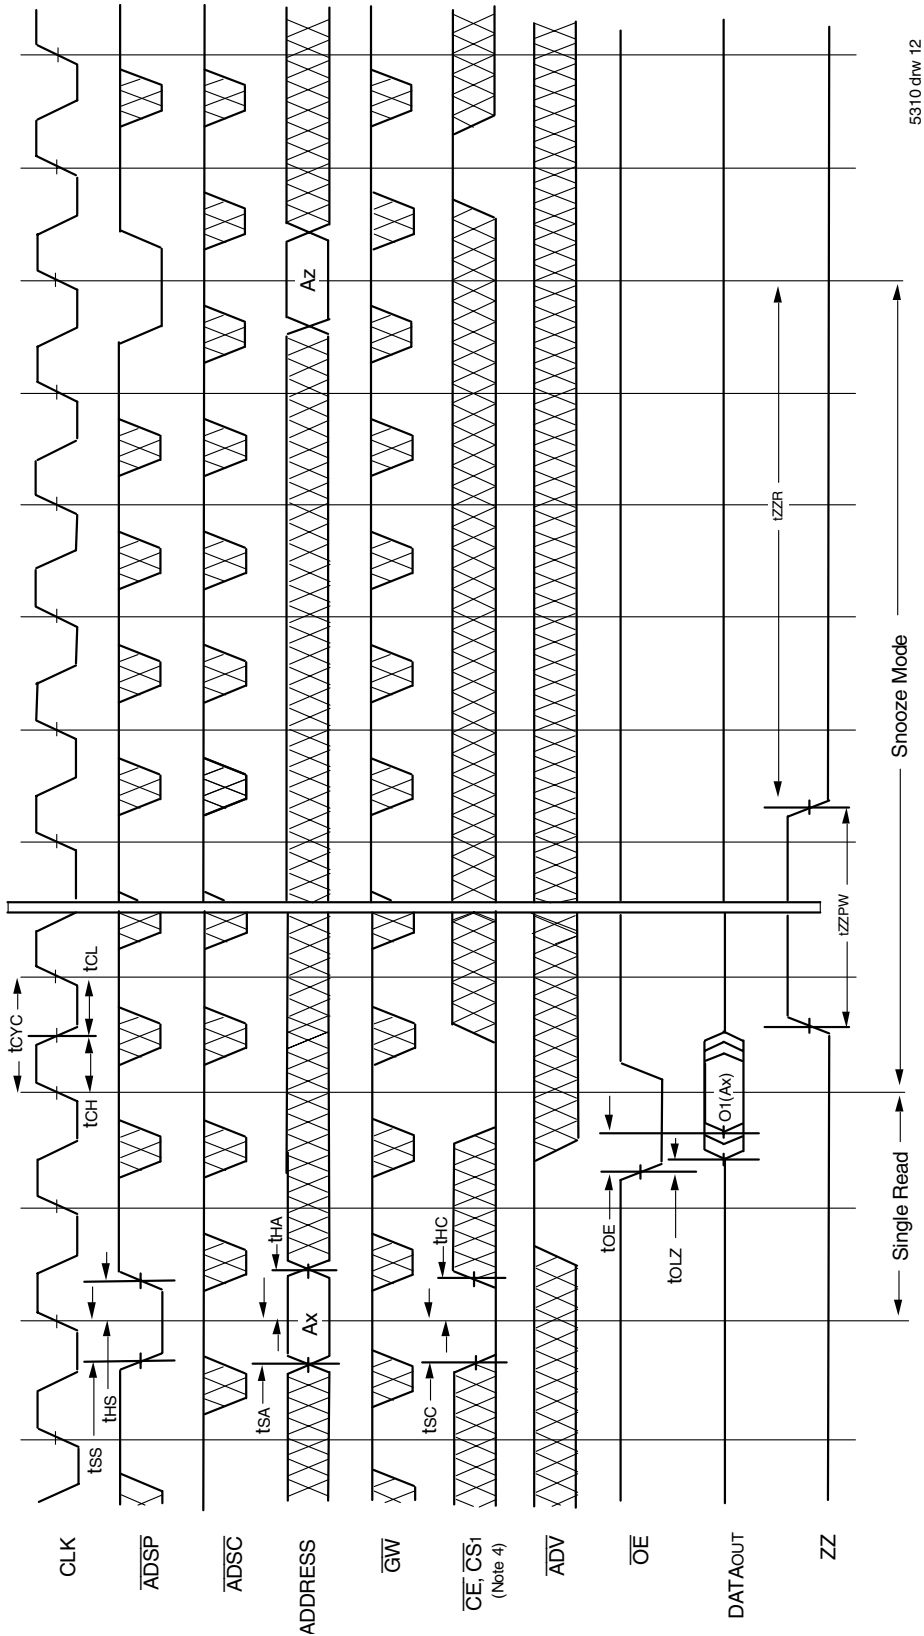 CLK
ADSP
ADSC
ADDRESS
GW
CE, CS1
(Note 4)
ADV
OE
DATAOUT
ZZ
tSS
tHS
tCH
tCYC
tCL
tSA
Ax
tHA
tSC
tHC
tOE
tOLZ
O1(Ax)
Az
tZZPW
tZZR
Single Read
Snooze Mode
5310 drw 12